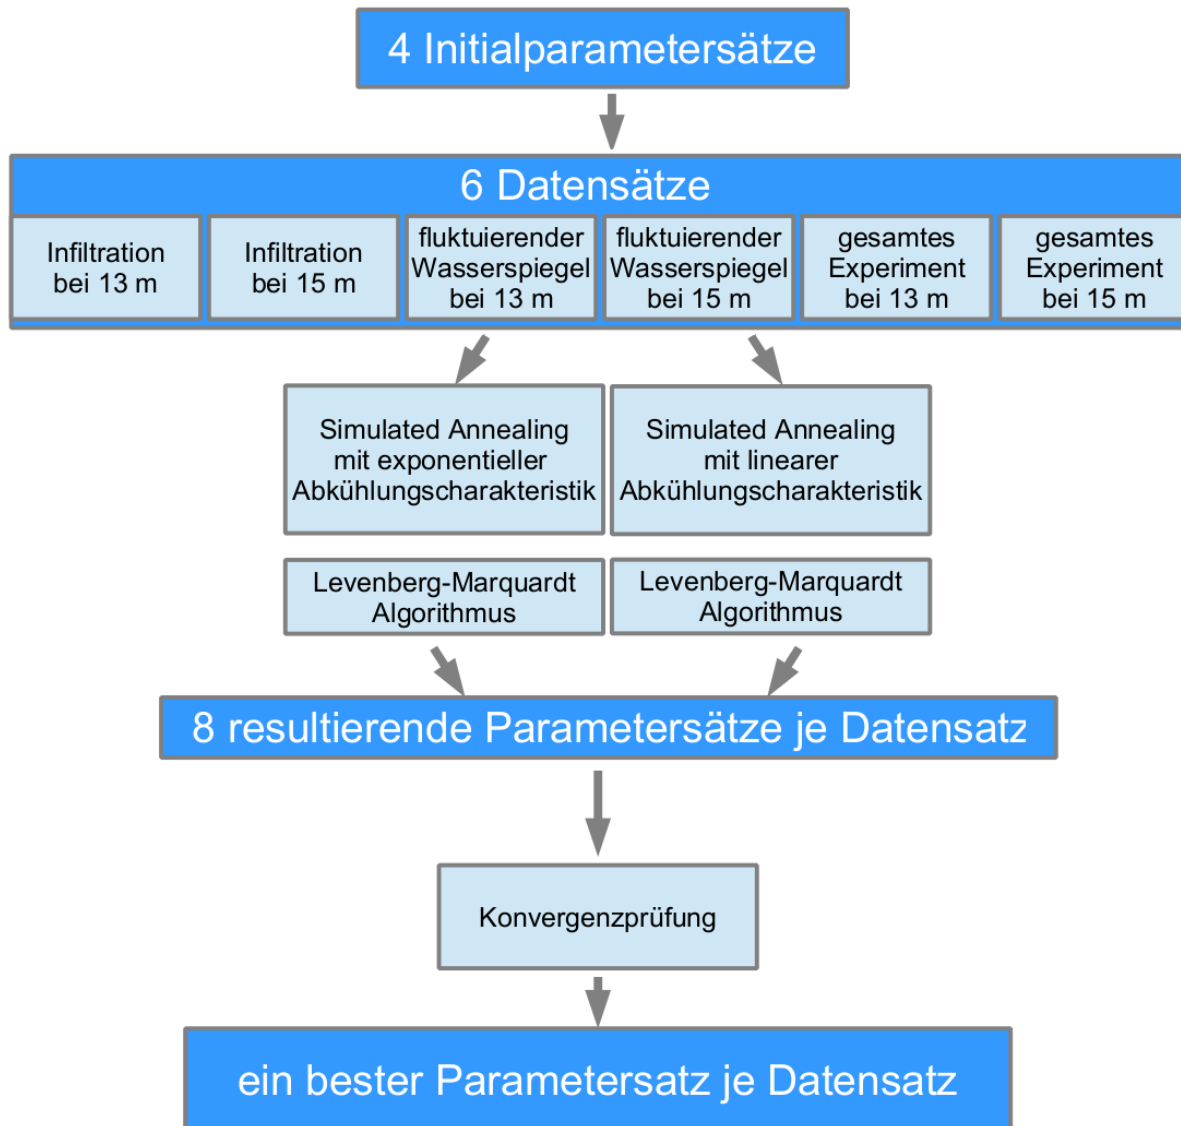 4 Initialparametersätze
6 Datensätze
Infiltration
bei 13 m
Infiltration
bei 15 m
fluktuierender
Wasserspiegel
bei 13 m
fluktuierender
Wasserspiegel
bei 15 m
gesamtes
Experiment
bei 13 m
gesamtes
Experiment
bei 15 m
Simulated Annealing
mit exponentieller
Abkühlungscharakteristik
Simulated Annealing
mit linearer
Abkühlungscharakteristik
Levenberg-Marquardt
Algorithmus
Levenberg-Marquardt
Algorithmus
8 resultierende Parametersätze je Datensatz
Konvergenzprüfung
ein bester Parametersatz je Datensatz